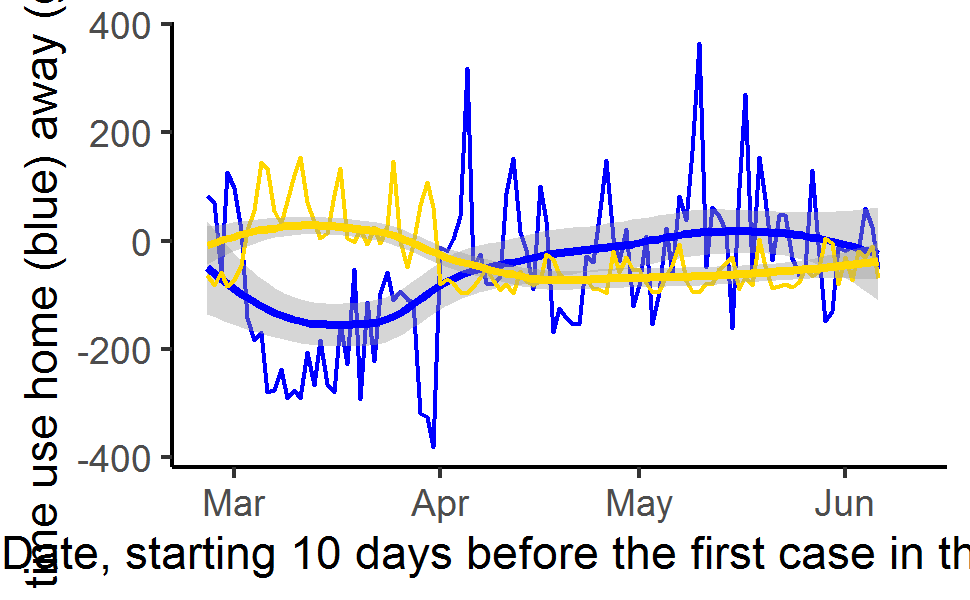 time use home (blue) away (
400
200
0
-200
-400
Mar Apr May Jun
Date, starting 10 days before the first case in th